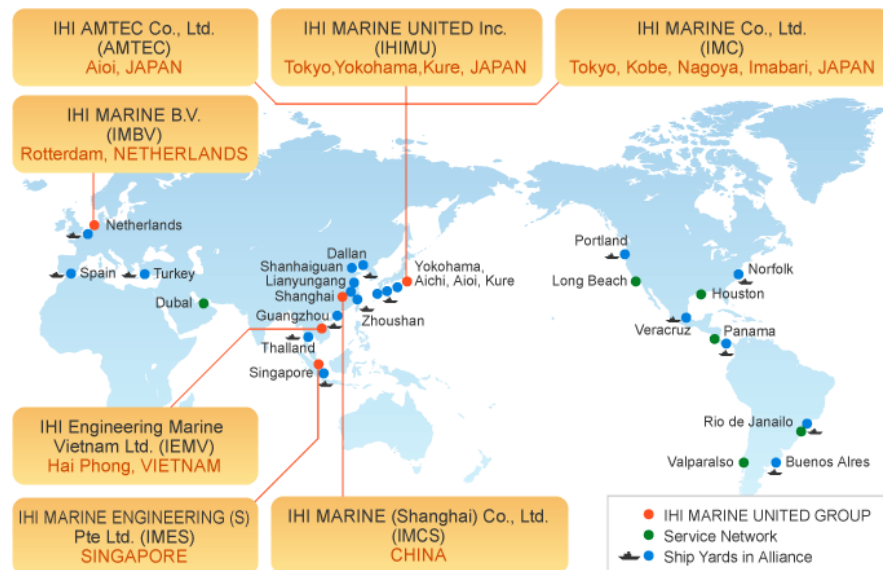 IHI AMTEC Co., Ltd.
(AMTEC)
Aioi, JAPAN
IHI MARINE UNITED Inc.
(IHIMU)
Tokyo,Yokohama,Kure, JAPAN
IHI MARINE Co., Ltd.
(IMC)
Tokyo, Kobe, Nagoya, Imabari, JAPAN
IHI MARINE B.V.
(IMBV)
Rotterdam, NETHERLANDS
Netherlands
Spain
Turkey
Dubal
Dallan
Shanhaiguan
Lianyungang
Shanghai
Guangzhou
Zhoushan
Thalland
Singapore
Yokohama,
Aichi, Aioi, Kure
Portland
Long Beach
Norfolk
Houston
Veracruz
Panama
Rio de Janailo
Valparalso
Buenos Alres
IHI Engineering Marine
Vietnam Ltd. (IEMV)
Hai Phong, VIETNAM
IHI MARINE ENGINEERING (S)
Pte Ltd. (IMES)
SINGAPORE
IHI MARINE (Shanghai) Co., Ltd.
(IMCS)
CHINA
IHI MARINE UNITED GROUP
Service Network
Ship Yards in Alliance